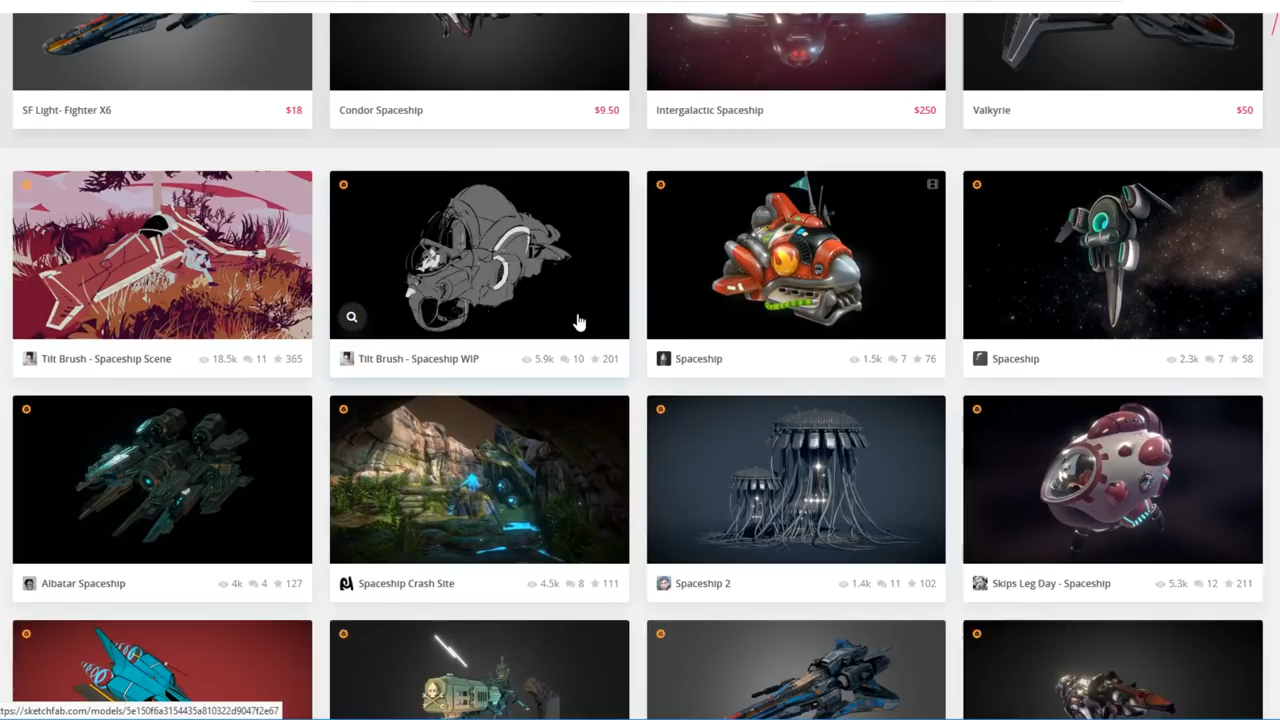 SF Light- Fighter X6 $18
Condor Spaceship $9.50
Intergalactic Spaceship $250
Valkyrie $50
Tilt Brush - Spaceship Scene 18.5k 11 365
Tilt Brush - Spaceship WIP 5.9k 10 201
Spaceship 1.5k 7 76
Spaceship 2.3k 7 58
Albatar Spaceship 4k 4 127
Spaceship Crash Site 4.5k 8 111
Spaceship 2 1.4k 11 102
Skips Leg Day - Spaceship 5.3k 12 211
ttps://sketchfab.com/models/5e150f6a3154435a810322d9047f2e67